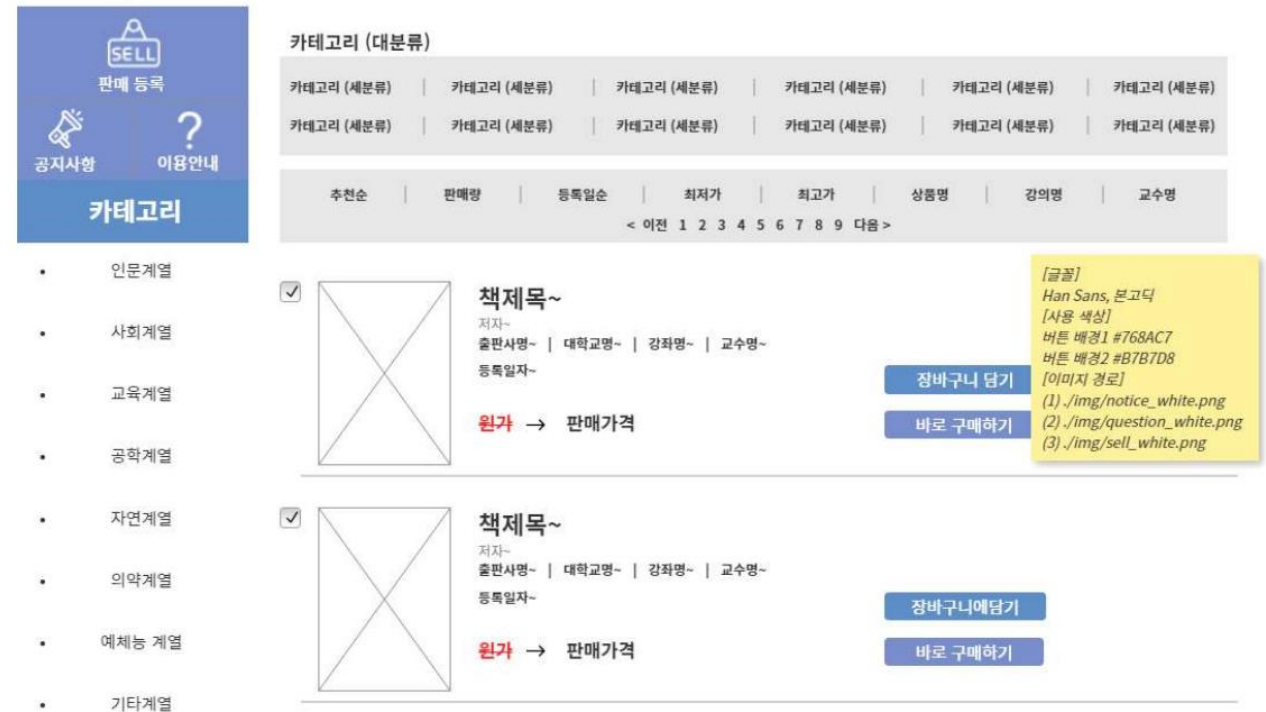 SELL
판매 등록
공지사항
이용안내
카테고리
• 인문계열
• 사회계열
• 교육계열
• 공학계열
• 자연계열
• 의약계열
• 예체능 계열
• 기타계열
카테고리 (대분류)
카테고리 (세분류) | 카테고리 (세분류) | 카테고리 (세분류) | 카테고리 (세분류) | 카테고리 (세분류) | 카테고리 (세분류)
카테고리 (세분류) | 카테고리 (세분류) | 카테고리 (세분류) | 카테고리 (세분류) | 카테고리 (세분류) | 카테고리 (세분류)
추천순 | 판매량 | 등록일순 | 최저가 | 최고가 | 상품명 | 강의명 | 교수명
< 이전 1 2 3 4 5 6 7 8 9 다음 >
책제목~
저자~
출판사명~ | 대학교명~ | 강좌명~ | 교수명~
등록일자~
원가 → 판매가격
장바구니 담기
바로 구매하기
[글꼴]
Han Sans, 본고딕
[사용 색상]
버튼 배경1 #768AC7
버튼 배경2 #B7B7D8
[이미지 경로]
(1) ./img/notice_white.png
(2) ./img/question_white.png
(3) ./img/sell_white.png
책제목~
저자~
출판사명~ | 대학교명~ | 강좌명~ | 교수명~
등록일자~
원가 → 판매가격
장바구니에담기
바로 구매하기